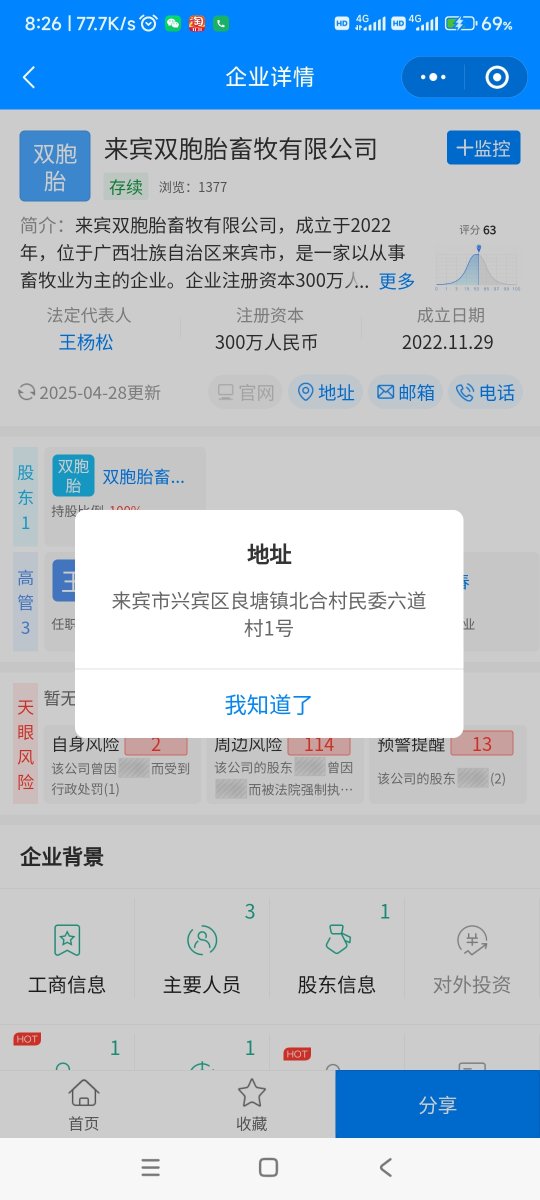 8:26 | 77.7K/s HD 4G HD 4G 69%
企业详情
双胞胎
来宾双胞胎畜牧有限公司
十监控
存续 浏览：1377
简介：来宾双胞胎畜牧有限公司，成立于2022
年，位于广西壮族自治区来宾市，是一家以从事
畜牧业为主的企业。企业注册资本300万人... 更多
评分 63
法定代表人 注册资本 成立日期
王杨松 300万人民币 2022.11.29
2025-04-28更新 官网 地址 邮箱 电话
股东1
双胞胎
双胞胎畜...
持股比例 100%
高管3
王
任职
业
地址
来宾市兴宾区良塘镇北合村民委六道
村1号
我知道了
天眼风险
暂无
自身风险 2 周边风险 114 预警提醒 13
该公司曾因 而受到
行政处罚(1)
该公司的股东 曾因
而被法院强制执…
该公司的股东 (2)
企业背景
3 1
工商信息 主要人员 股东信息 对外投资
HOT 1 1 HOT
首页 收藏 分享